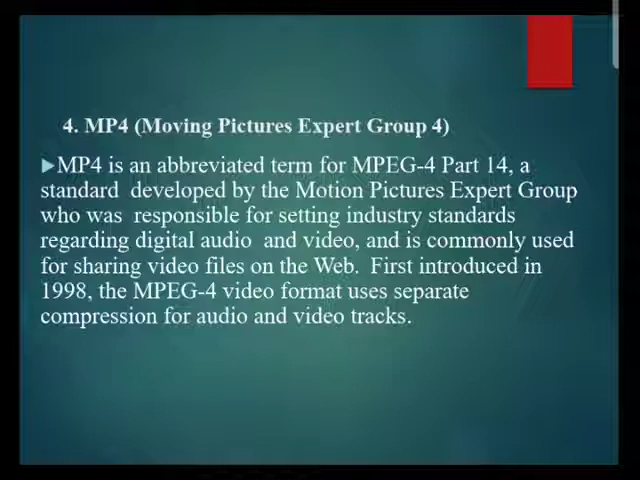 4. MP4 (Moving Pictures Expert Group 4)
MP4 is an abbreviated term for MPEG-4 Part 14, a
standard developed by the Motion Pictures Expert Group
who was responsible for setting industry standards
regarding digital audio and video, and is commonly used
for sharing video files on the Web. First introduced in
1998, the MPEG-4 video format uses separate
compression for audio and video tracks.